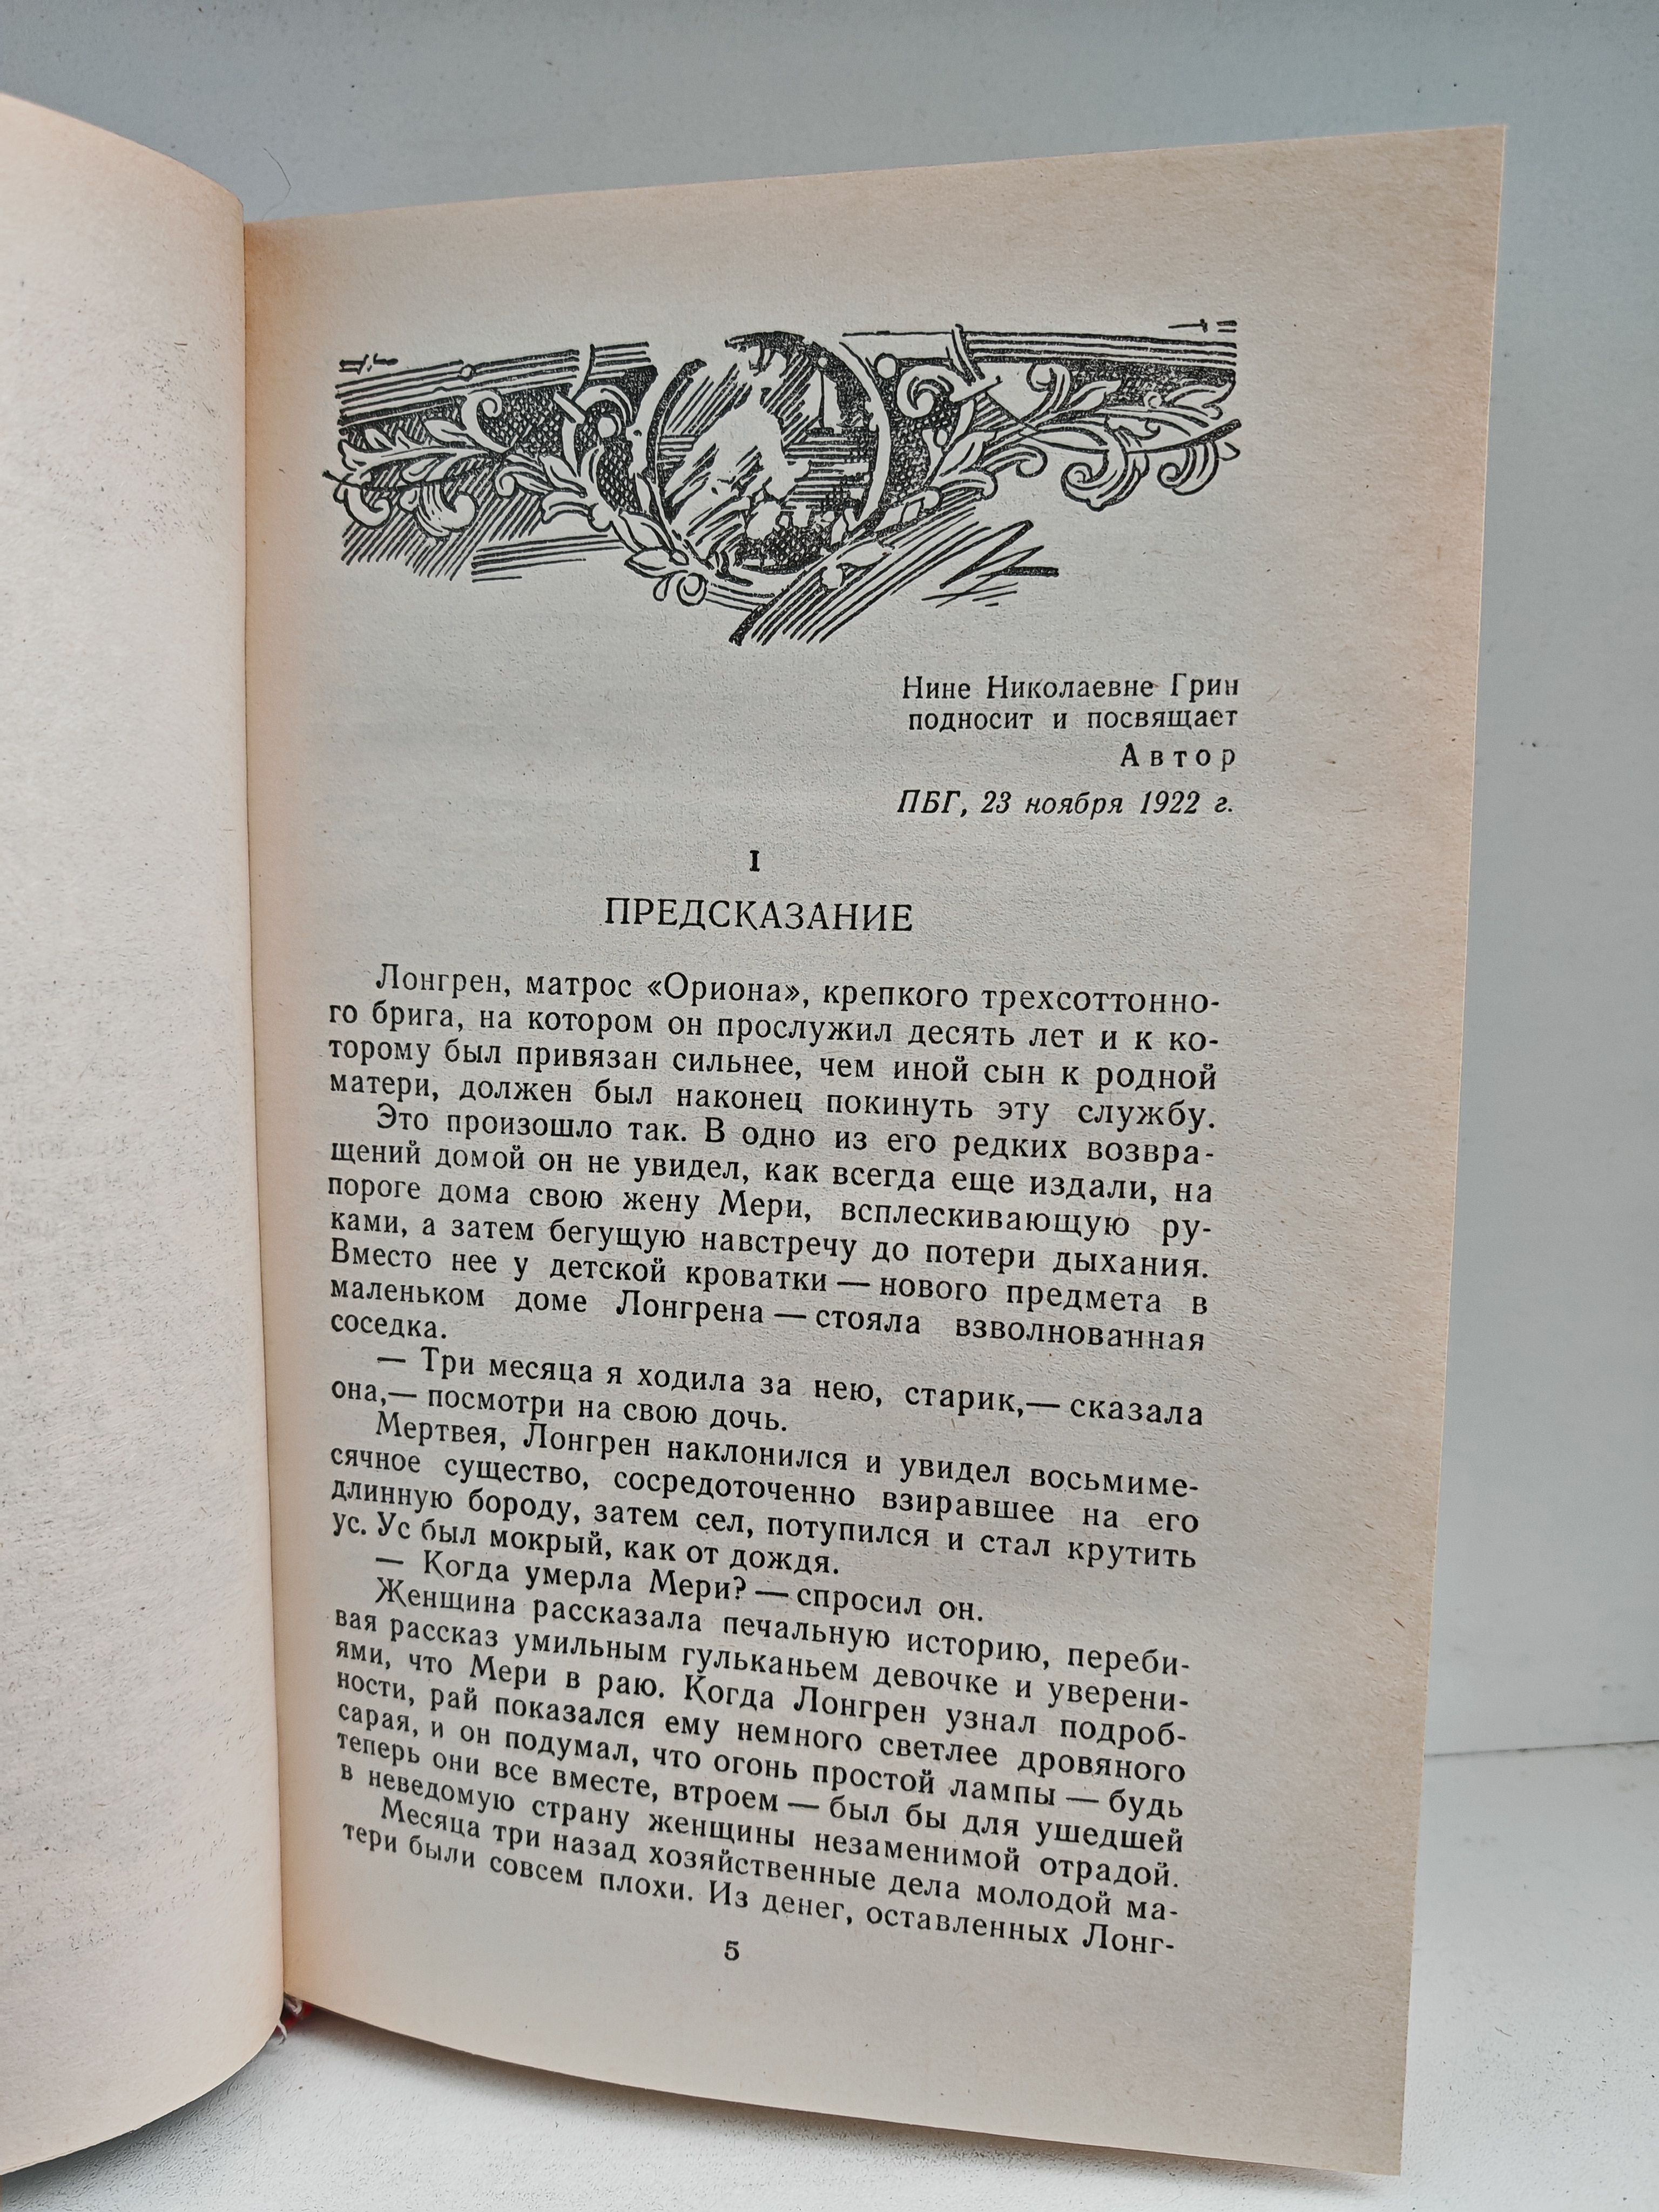 Нине Николаевне Грин
подносит и посвящает
Автор
ПБГ, 23 ноября 1922 г.
I
ПРЕДСКАЗАНИЕ
Лонгрен, матрос «Ориона», крепкого трехсоттонно-
го брига, на котором он прослужил десять лет и к ко-
торому был привязан сильнее, чем иной сын к родной
матери, должен был наконец покинуть эту службу.
Это произошло так. В одно из его редких возвра-
щений домой он не увидел, как всегда еще издали, на
пороге дома свою жену Мери, всплескивающую ру-
ками, а затем бегущую навстречу до потери дыхания.
Вместо нее у детской кроватки — нового предмета в
маленьком доме Лонгрена — стояла взволнованная
соседка.
— Три месяца я ходила за нею, старик,— сказала
она,— посмотри на свою дочь.
Мертвея, Лонгрен наклонился и увидел восьмиме-
сячное существо, сосредоточенно взиравшее на его
длинную бороду, затем сел, потупился и стал крутить
ус. Ус был мокрый, как от дождя.
— Когда умерла Мери? — спросил он.
Женщина рассказала печальную историю, переби-
вая рассказ умильным гульканьем девочке и уверени-
ями, что Мери в раю. Когда Лонгрен узнал подроб-
ности, рай показался ему немного светлее дровяного
сарая, и он подумал, что огонь простой лампы — будь
теперь они все вместе, втроем — был бы для ушедшей
в неведомую страну женщины незаменимой отрадой.
Месяца три назад хозяйственные дела молодой ма-
тери были совсем плохи. Из денег, оставленных Лонг-
5